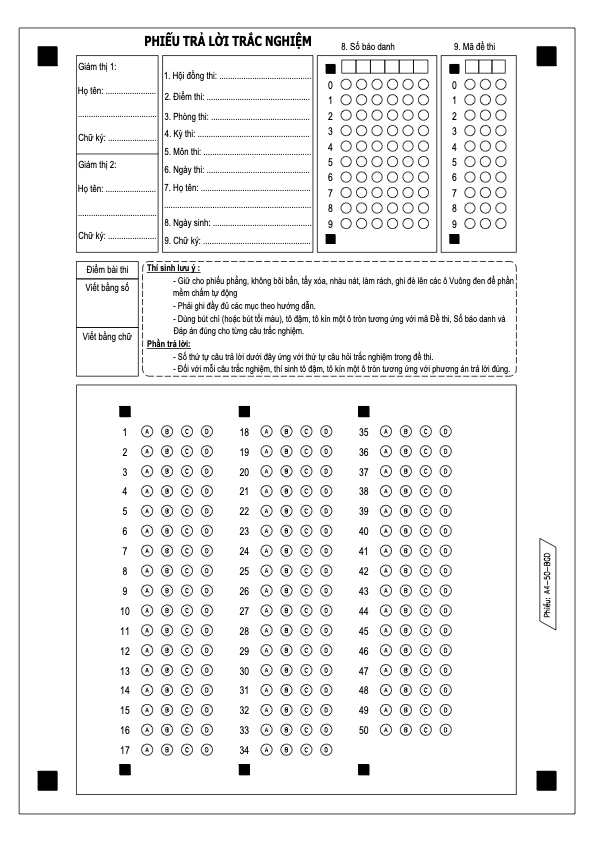 PHIẾU TRẢ LỜI TRẮC NGHIỆM
Giám thị 1:
Họ tên: .....................
.................................
Chữ ký: ....................
Giám thị 2:
Họ tên: .....................
.................................
Chữ ký: .....................
1. Hội đồng thi: ....................................
2. Điểm thi: .........................................
3. Phòng thi: .......................................
4. Kỳ thi: .............................................
5. Môn thi: ..........................................
6. Ngày thi: .........................................
7. Họ tên: ............................................
...........................................................
8. Ngày sinh: .......................................
9. Chữ ký: ...........................................
8. Số báo danh
0
1
2
3
4
5
6
7
8
9
9. Mã đề thi
0
1
2
3
4
5
6
7
8
9
Điểm bài thi
Viết bằng số
Viết bằng chữ
Thí sinh lưu ý :
- Giữ cho phiếu phẳng, không bôi bẩn, tẩy xóa, nhàu nát, làm rách, ghi đè lên các ô Vuông đen để phần
mềm chấm tự động
- Phải ghi đầy đủ các mục theo hướng dẫn.
- Dùng bút chì (hoặc bút tối màu), tô đậm, tô kín một ô tròn tương ứng với mã Đề thi, Số báo danh và
Đáp án đúng cho từng câu trắc nghiệm.
Phần trả lời:
- Số thứ tự câu trả lời dưới đây ứng với thứ tự câu hỏi trắc nghiệm trong đề thi.
- Đối với mỗi câu trắc nghiệm, thí sinh tô đậm, tô kín một ô tròn tương ứng với phương án trả lời đúng.
1 A B C D
2 A B C D
3 A B C D
4 A B C D
5 A B C D
6 A B C D
7 A B C D
8 A B C D
9 A B C D
10 A B C D
11 A B C D
12 A B C D
13 A B C D
14 A B C D
15 A B C D
16 A B C D
17 A B C D
18 A B C D
19 A B C D
20 A B C D
21 A B C D
22 A B C D
23 A B C D
24 A B C D
25 A B C D
26 A B C D
27 A B C D
28 A B C D
29 A B C D
30 A B C D
31 A B C D
32 A B C D
33 A B C D
34 A B C D
35 A B C D
36 A B C D
37 A B C D
38 A B C D
39 A B C D
40 A B C D
41 A B C D
42 A B C D
43 A B C D
44 A B C D
45 A B C D
46 A B C D
47 A B C D
48 A B C D
49 A B C D
50 A B C D
Phiếu: A4-50-BGD